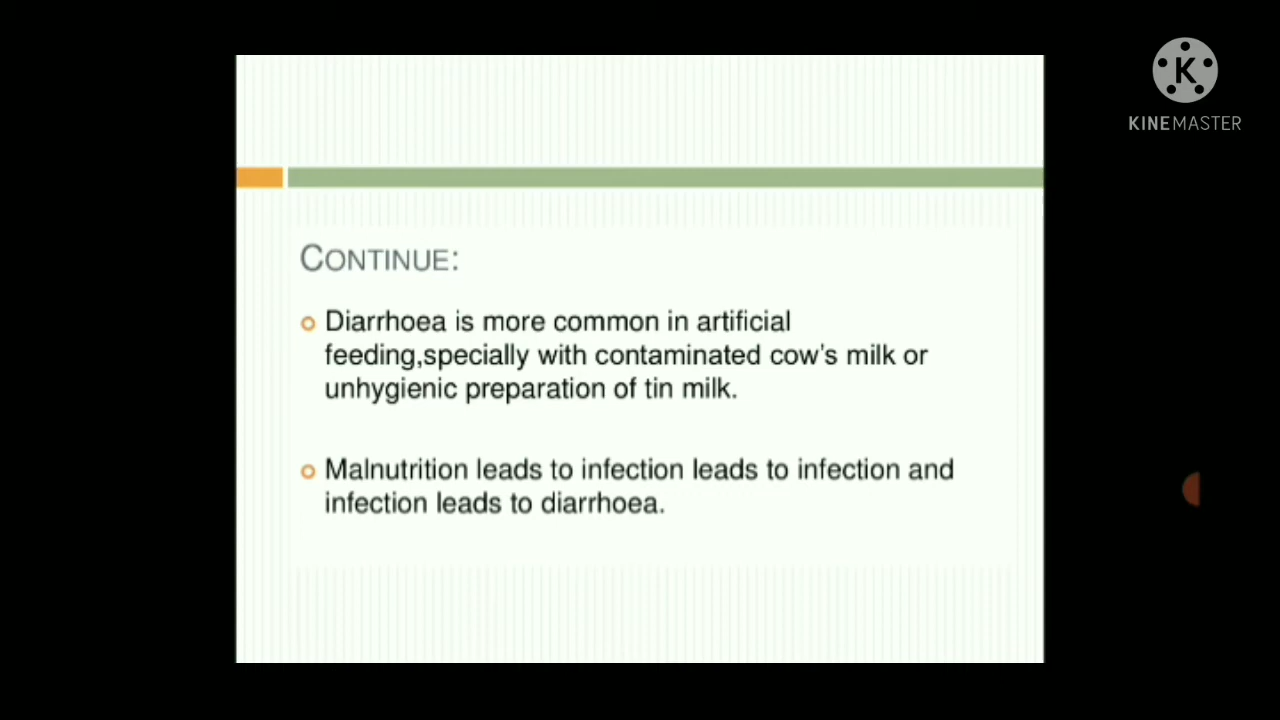 K
KINEMASTER
CONTINUE:
Diarrhoea is more common in artificial
feeding,specially with contaminated cow's milk or
unhygienic preparation of tin milk.
Malnutrition leads to infection leads to infection and
infection leads to diarrhoea.